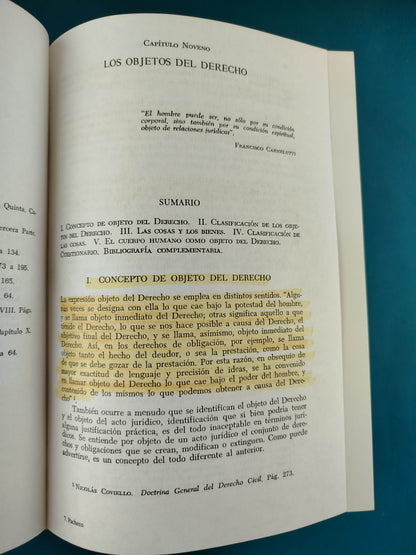 Quinta, Ca-
ercera Parte,
134.
73 a 195.
64.
VIII. Pág.
apítulo X.
a 64.
Capítulo Noveno
LOS OBJETOS DEL DERECHO
"El hombre puede ser, no sólo por su condición
corporal, sino también por su condición espiritual,
objeto de relaciones jurídicas".
Francisco Carnelutti
SUMARIO
I. Concepto de objeto del Derecho. II. Clasificación de los obje-
tos del Derecho. III. Las cosas y los bienes. IV. Clasificación de
las cosas. V. El cuerpo humano como objeto del Derecho.
Cuestionario. Bibliografía complementaria.
I. CONCEPTO DE OBJETO DEL DERECHO
La expresión objeto del Derecho se emplea en distintos sentidos. "Algu-
nas veces se designa con ella lo que cae bajo la potestad del hombre,
y se llama objeto inmediato del Derecho; otras significa aquello a que
tiende el Derecho, lo que se nos hace posible a causa del Derecho, el
objetivo final del Derecho, y se llama, asimismo, objeto inmediato del
Derecho. Así, en los derechos de obligación, por ejemplo, se llama
objeto tanto el hecho del deudor, o sea la prestación, como la cosa
de que se debe gozar de la prestación. Por esta razón, en obsequio de
mayor exactitud de lenguaje y precisión de ideas, se ha convenido
en llamar objeto del Derecho lo que cae bajo el poder del hombre, y
contenido de los mismos lo que podemos obtener a causa del Dere-
cho" ¹
También ocurre a menudo que se identifican el objeto del Derecho
con el del acto jurídico, identificación que si bien podría tener
alguna justificación práctica, es del todo inaceptable en términos jurí-
dicos. Se entiende por objeto de un acto jurídico el conjunto de dere-
chos y obligaciones que se crean, modifican o extinguen. Como puede
advertirse, es un concepto del todo diferente al anterior.
¹ Nicolás Coviello. Doctrina General del Derecho Civil. Pág. 273.
7. Pacheco